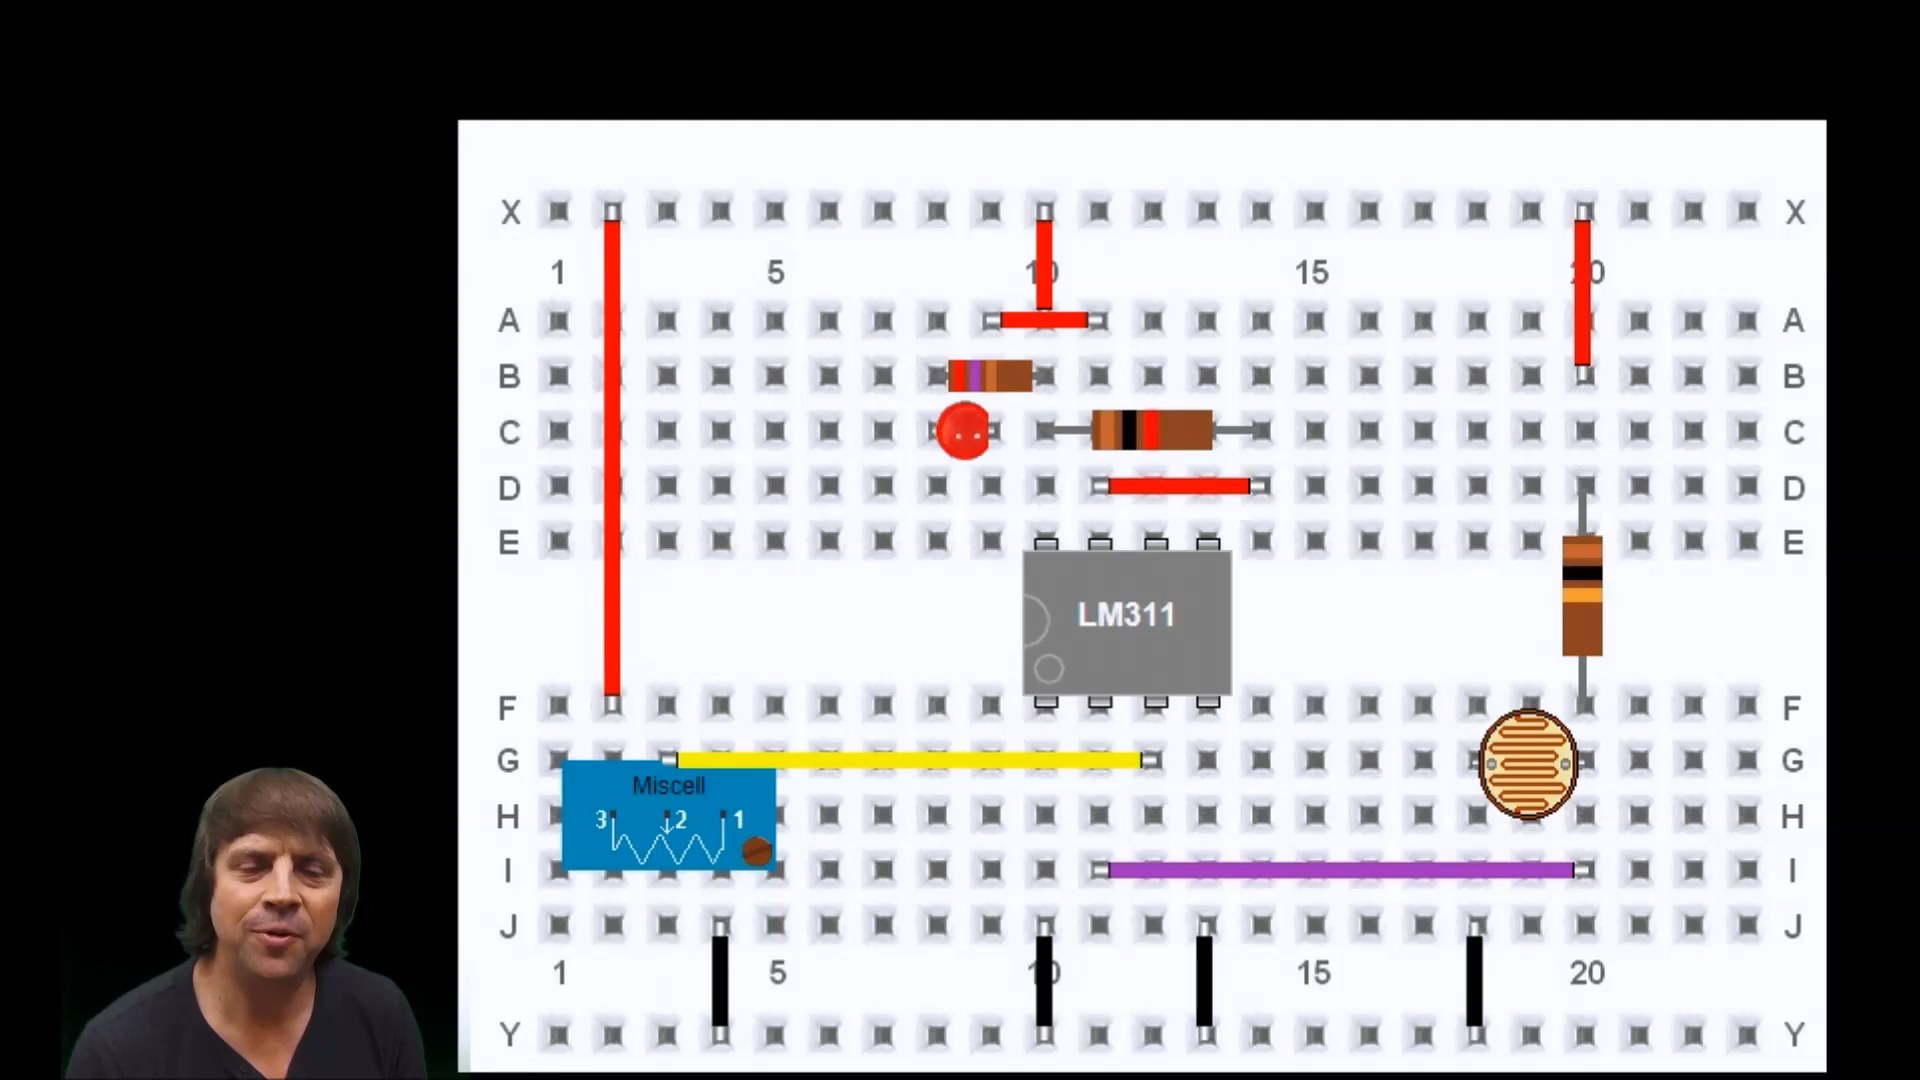 X X
1 5 10 15 20
A A
B B
C C
D D
E E
LM311
F F
G G
Miscell
H 3 2 1 H
I I
J J
1 5 10 15 20
Y Y